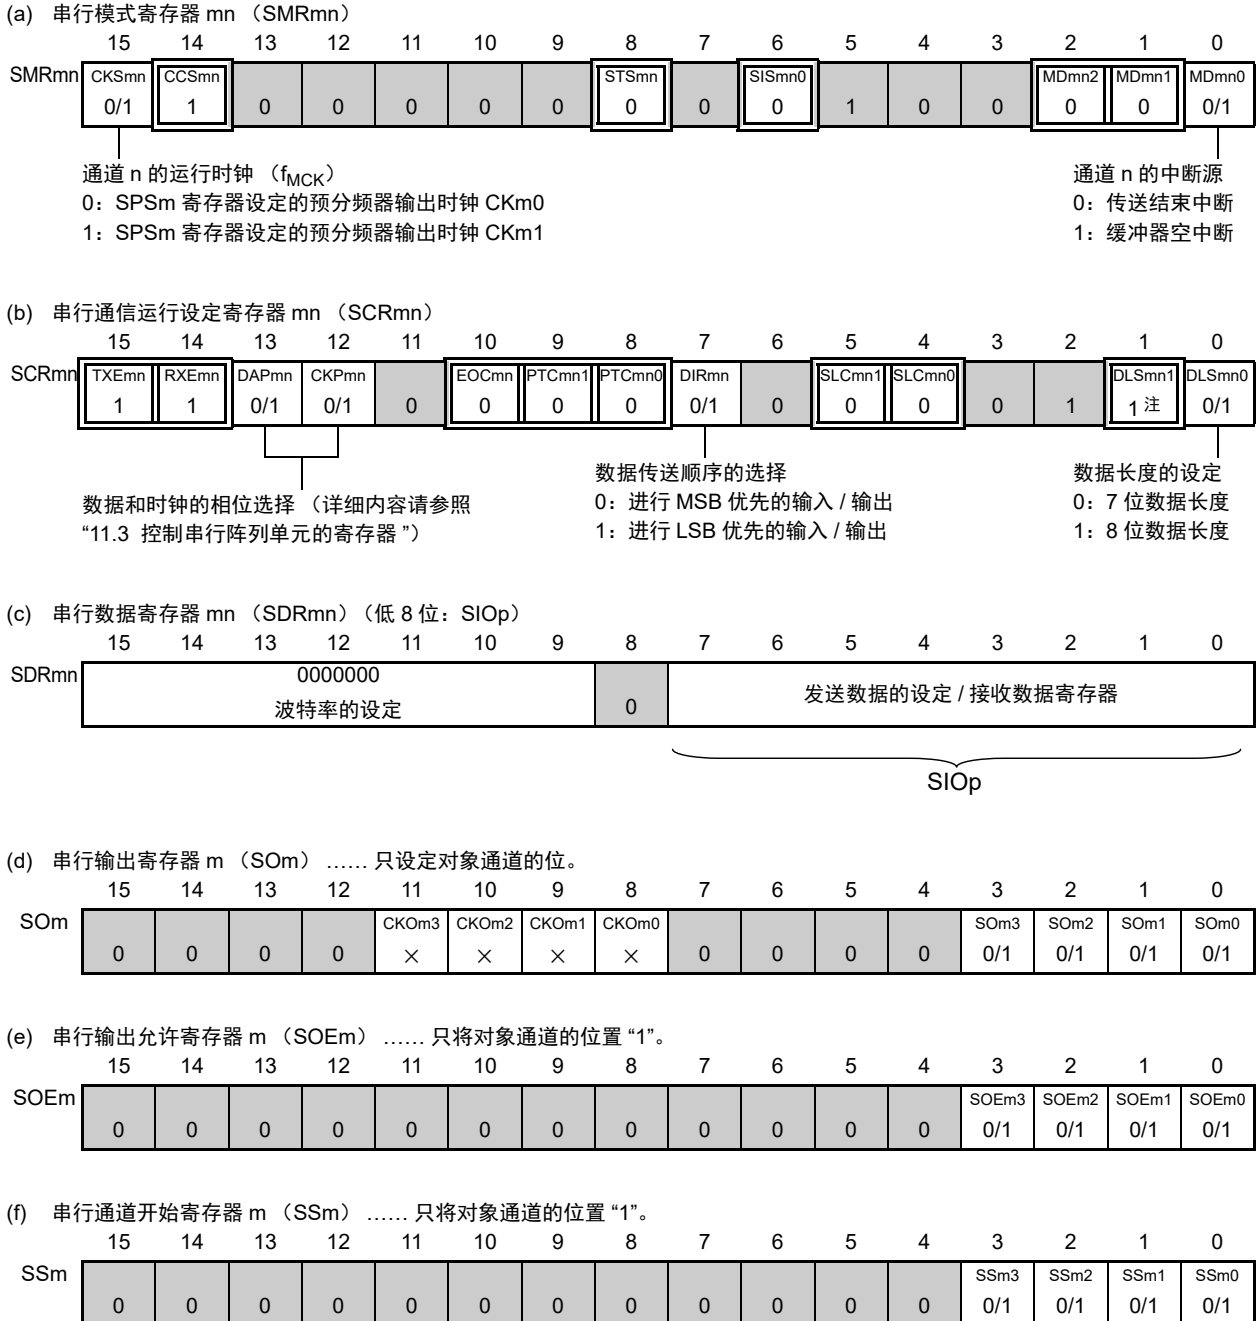 (a) 串行模式寄存器 mn （SMRmn）
15 14 13 12 11 10 9 8 7 6 5 4 3 2 1 0
SMRmn CKSmn CCSmn STSmn SISmn0 MDmn2 MDmn1 MDmn0
0/1 1 0 0 0 0 0 0 0 0 1 0 0 0 0 0/1
通道 n 的运行时钟 （fMCK） 通道 n 的中断源
0：SPSm 寄存器设定的预分频器输出时钟 CKm0 0：传送结束中断
1：SPSm 寄存器设定的预分频器输出时钟 CKm1 1：缓冲器空中断
(b) 串行通信运行设定寄存器 mn （SCRmn）
15 14 13 12 11 10 9 8 7 6 5 4 3 2 1 0
SCRmn TXEmn RXEmn DAPmn CKPmn EOCmn PTCmn1 PTCmn0 DIRmn SLCmn1 SLCmn0 DLSmn1 DLSmn0
1 1 0/1 0/1 0 0 0 0 0/1 0 0 0 0 1 1 注 0/1
数据传送顺序的选择 数据长度的设定
数据和时钟的相位选择 （详细内容请参照 0：进行 MSB 优先的输入 / 输出 0：7 位数据长度
“11.3 控制串行阵列单元的寄存器 ”） 1：进行 LSB 优先的输入 / 输出 1：8 位数据长度
(c) 串行数据寄存器 mn （SDRmn）（低 8 位：SIOp）
15 14 13 12 11 10 9 8 7 6 5 4 3 2 1 0
SDRmn 0000000
波特率的设定 0 发送数据的设定 / 接收数据寄存器
SIOp
(d) 串行输出寄存器 m （SOm） …… 只设定对象通道的位。
15 14 13 12 11 10 9 8 7 6 5 4 3 2 1 0
SOm CKOm3 CKOm2 CKOm1 CKOm0 SOm3 SOm2 SOm1 SOm0
0 0 0 0 × × × × 0 0 0 0 0/1 0/1 0/1 0/1
(e) 串行输出允许寄存器 m （SOEm） …… 只将对象通道的位置 “1”。
15 14 13 12 11 10 9 8 7 6 5 4 3 2 1 0
SOEm SOEm3 SOEm2 SOEm1 SOEm0
0 0 0 0 0 0 0 0 0 0 0 0 0/1 0/1 0/1 0/1
(f) 串行通道开始寄存器 m （SSm） …… 只将对象通道的位置 “1”。
15 14 13 12 11 10 9 8 7 6 5 4 3 2 1 0
SSm SSm3 SSm2 SSm1 SSm0
0 0 0 0 0 0 0 0 0 0 0 0 0/1 0/1 0/1 0/1